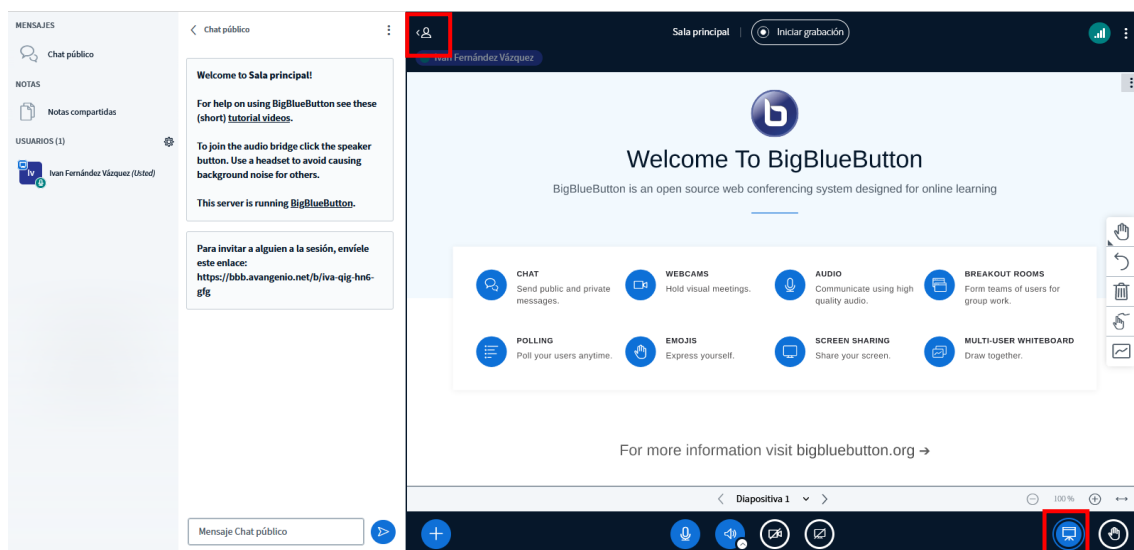 MENSAJES
Chat público
NOTAS
Notas compartidas
USUARIOS (1)
Iv
Ivan Fernández Vázquez (Usted)
Chat público
Welcome to Sala principal!
For help on using BigBlueButton see these
(short) tutorial videos.
To join the audio bridge click the speaker
button. Use a headset to avoid causing
background noise for others.
This server is running BigBlueButton.
Para invitar a alguien a la sesión, envíele
este enlace:
https://bbb.avangenio.net/b/iva-qig-hn6-
gfg
Mensaje Chat público
Sala principal
Iniciar grabación
Ivan Fernández Vázquez
b
Welcome To BigBlueButton
BigBlueButton is an open source web conferencing system designed for online learning
CHAT
Send public and private
messages.
WEBCAMS
Hold visual meetings.
AUDIO
Communicate using high
quality audio.
BREAKOUT ROOMS
Form teams of users for
group work.
POLLING
Poll your users anytime.
EMOJIS
Express yourself.
SCREEN SHARING
Share your screen.
MULTI-USER WHITEBOARD
Draw together.
For more information visit bigbluebutton.org →
Diapositiva 1
100 %